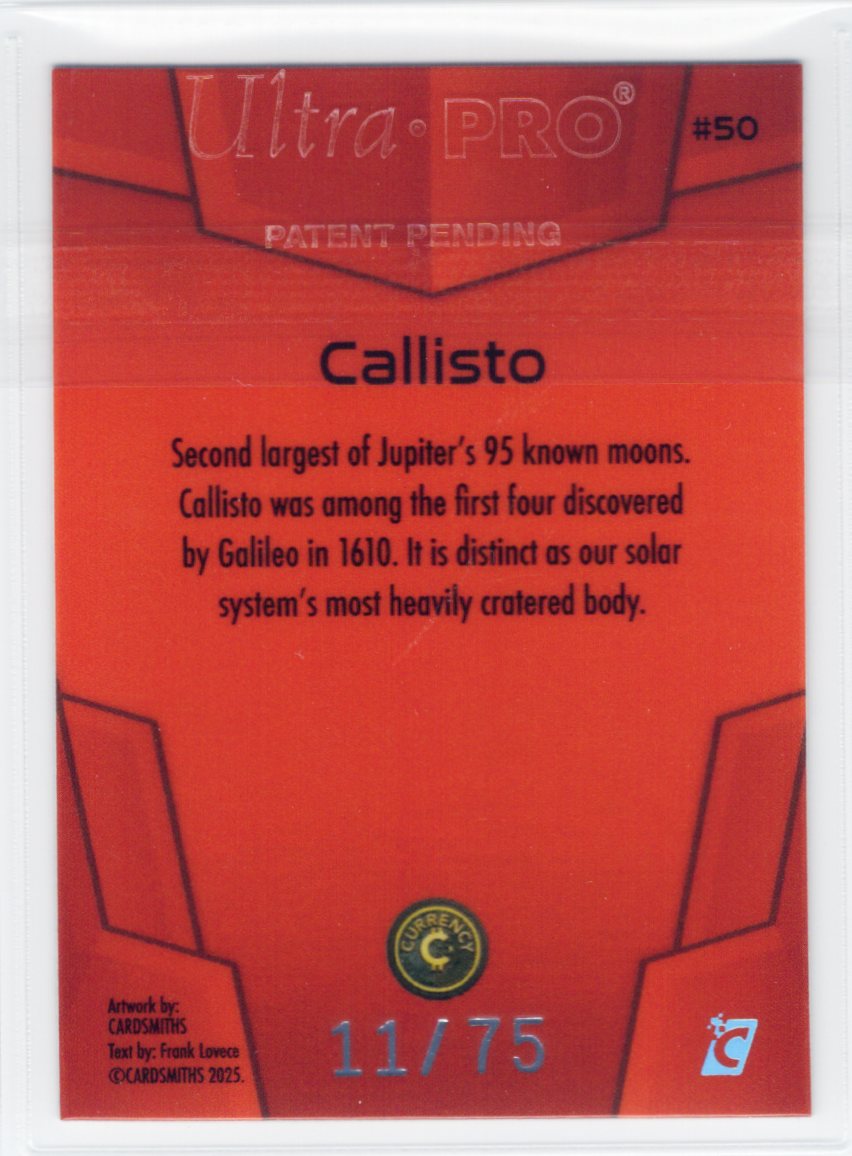 Ultra·PRO®
#50
PATENT PENDING
Callisto
Second largest of Jupiter's 95 known moons.
Callisto was among the first four discovered
by Galileo in 1610. It is distinct as our solar
system's most heavily cratered body.
CURRENCY
C
Artwork by:
CARDSMITHS
Text by: Frank Lovece
©CARDSMITHS 2025.
11/75
C